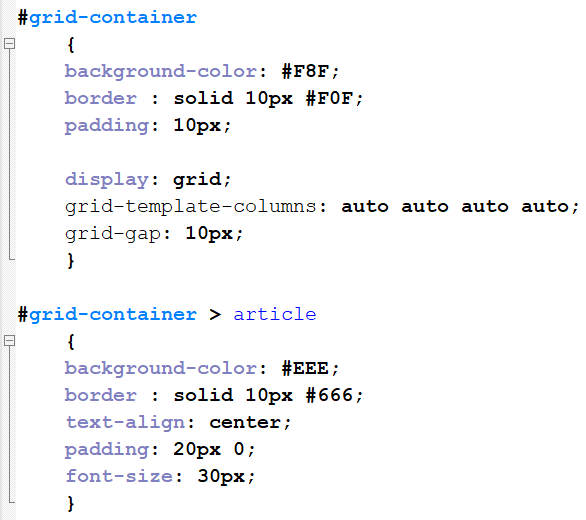 #grid-container
{
background-color: #F8F;
border : solid 10px #F0F;
padding: 10px;
display: grid;
grid-template-columns: auto auto auto auto;
grid-gap: 10px;
}
#grid-container > article
{
background-color: #EEE;
border : solid 10px #666;
text-align: center;
padding: 20px 0;
font-size: 30px;
}